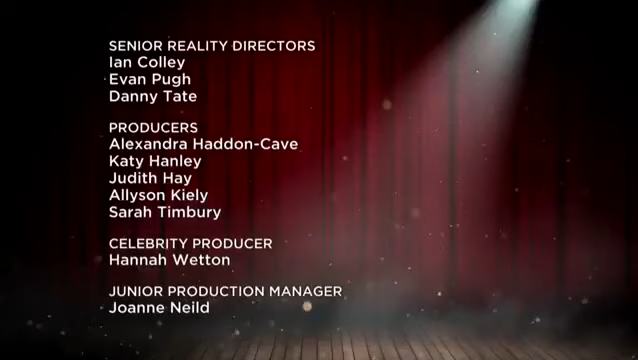 SENIOR REALITY DIRECTORS
Ian Colley
Evan Pugh
Danny Tate
PRODUCERS
Alexandra Haddon-Cave
Katy Hanley
Judith Hay
Allyson Kiely
Sarah Timbury
CELEBRITY PRODUCER
Hannah Wetton
JUNIOR PRODUCTION MANAGER
Joanne Neild